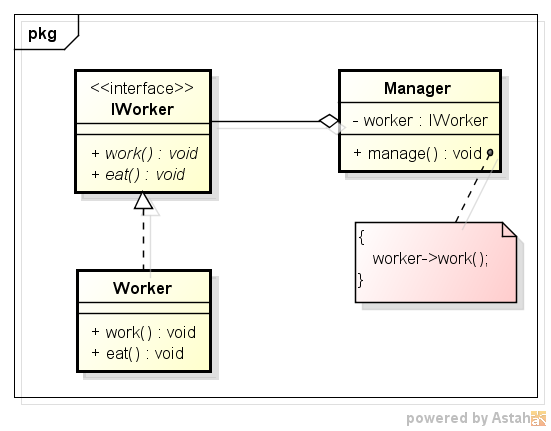 pkg
<<interface>>
IWorker
+ work() : void
+ eat() : void
Manager
- worker : IWorker
+ manage() : void
{
worker->work();
}
Worker
+ work() : void
+ eat() : void
powered by Astah